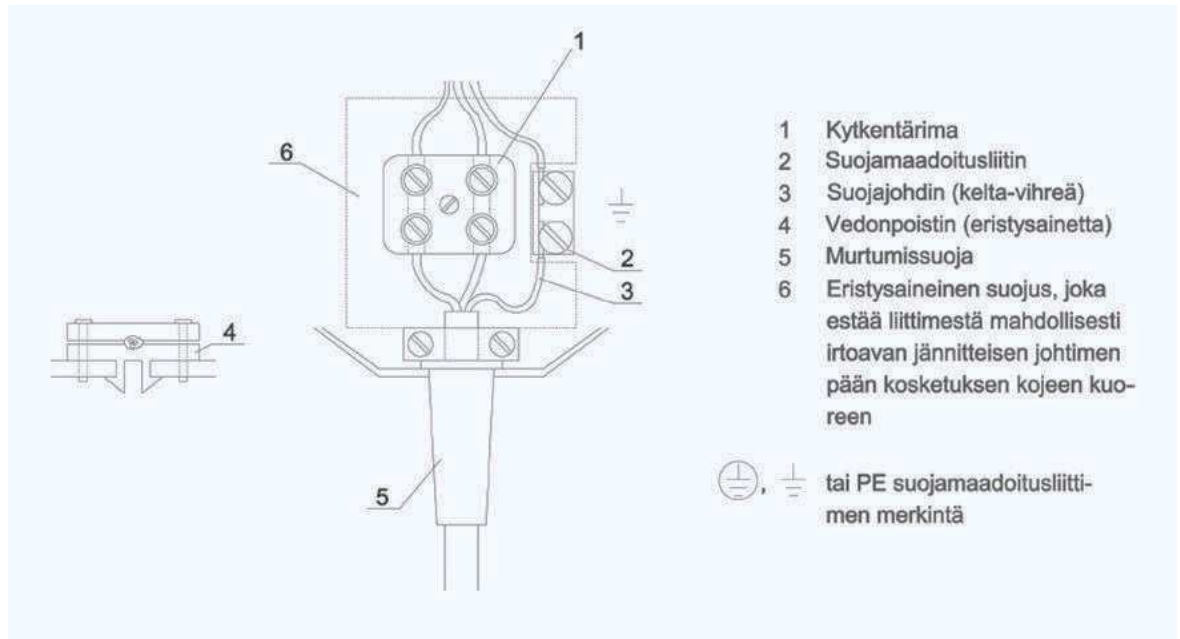 1
6
2
3
4
5
1 Kytkentärima
2 Suojamaadoitusliitin
3 Suojajohdin (kelta-vihreä)
4 Vedonpoistin (eristysainetta)
5 Murtumissuoja
6 Eristysaineinen suojus, joka
estää liittimestä mahdollisesti
irtoavan jännitteisen johtimen
pään kosketuksen kojeen kuo-
reen
, tai PE suojamaadoitusliitti-
men merkintä